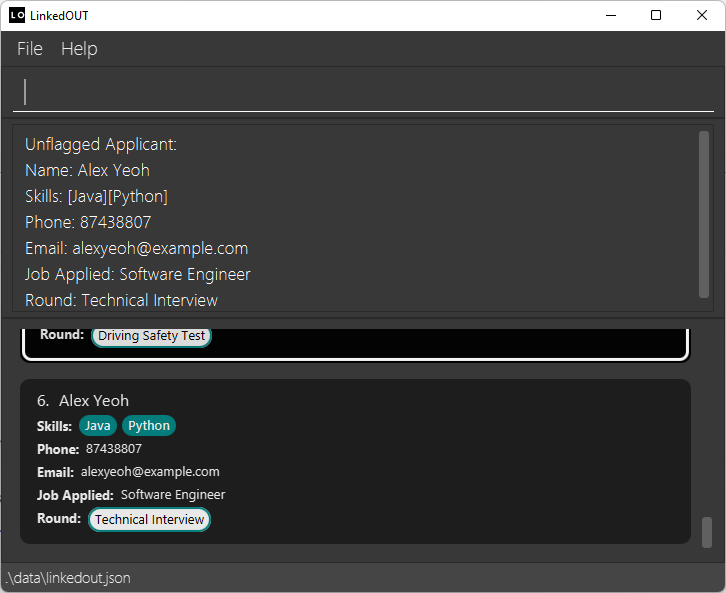 LO LinkedOUT
File Help
Unflagged Applicant:
Name: Alex Yeoh
Skills: [Java][Python]
Phone: 87438807
Email: alexyeoh@example.com
Job Applied: Software Engineer
Round: Technical Interview
Round: Driving Safety Test
6. Alex Yeoh
Skills: Java Python
Phone: 87438807
Email: alexyeoh@example.com
Job Applied: Software Engineer
Round: Technical Interview
.\data\linkedout.json